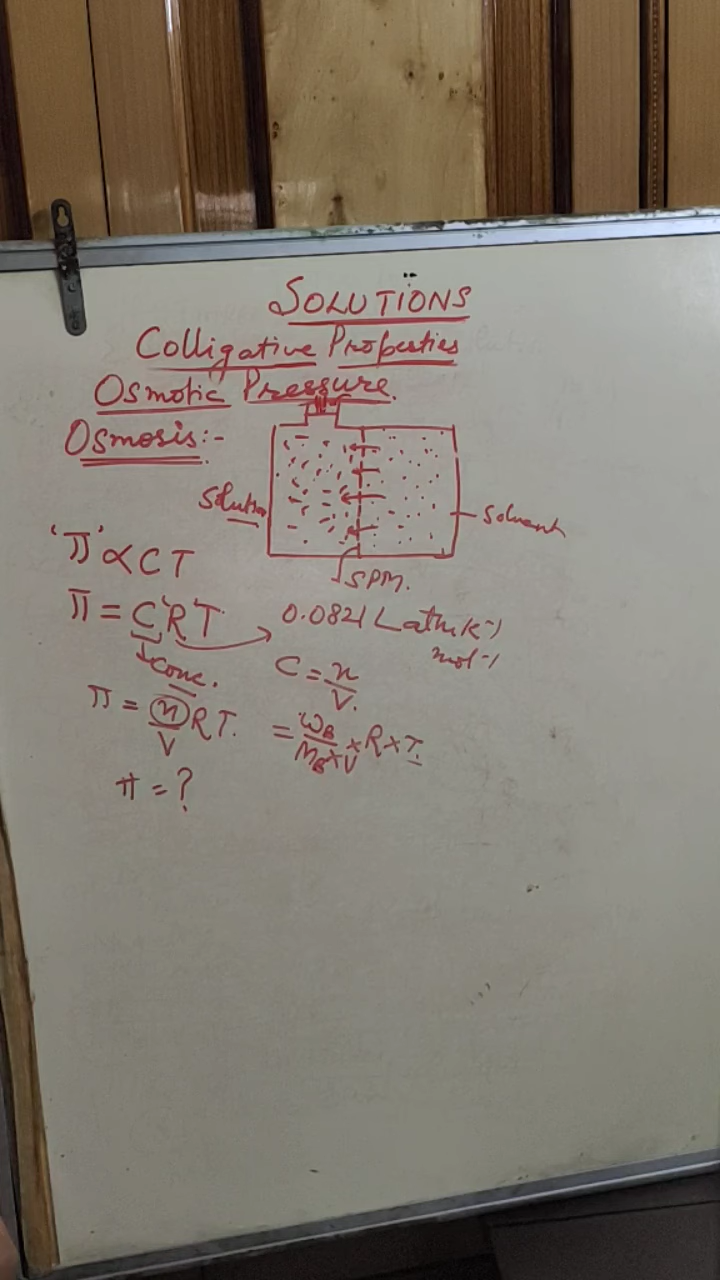 SOLUTIONS
Colligative Properties
Osmotic Pressure.
Osmosis:-
Solution
Solvent
SPM.
'π' ∝ CT
π = CRT
0.0821 L atm K⁻¹
mol⁻¹
↓ Conc.
C = n/V.
π = n/V RT. = W_B/M_B×V × R × T.
π = ?